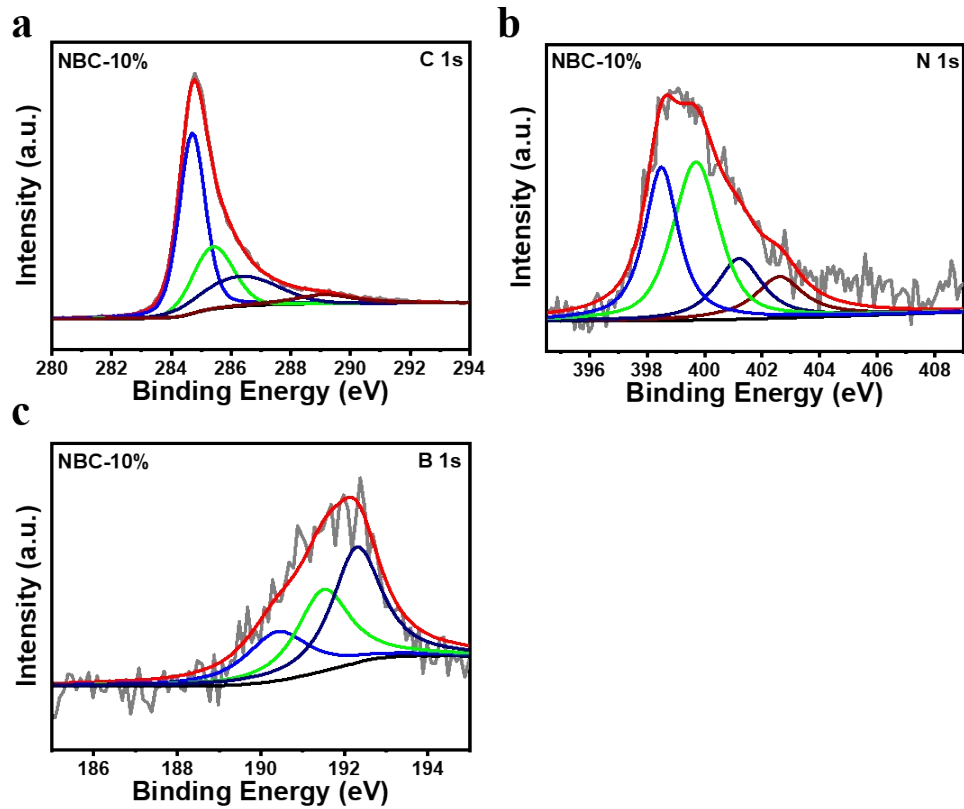 a
NBC-10%
C 1s
Intensity (a.u.)
280 282 284 286 288 290 292 294
Binding Energy (eV)
b
NBC-10%
N 1s
Intensity (a.u.)
396 398 400 402 404 406 408
Binding Energy (eV)
c
NBC-10%
B 1s
Intensity (a.u.)
186 188 190 192 194
Binding Energy (eV)